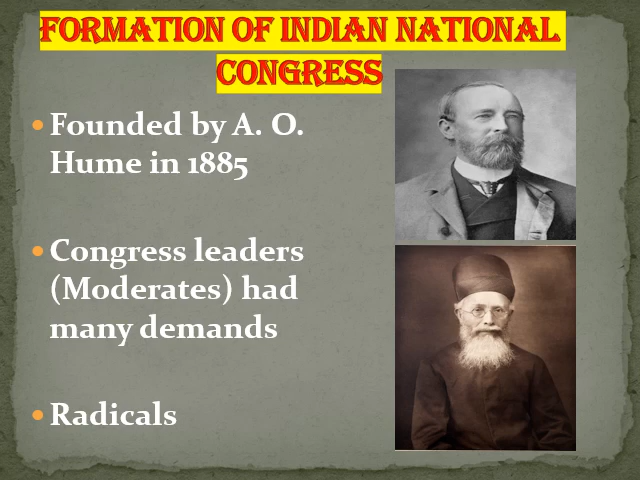 FORMATION OF INDIAN NATIONAL
CONGRESS
• Founded by A. O.
Hume in 1885
• Congress leaders
(Moderates) had
many demands
• Radicals